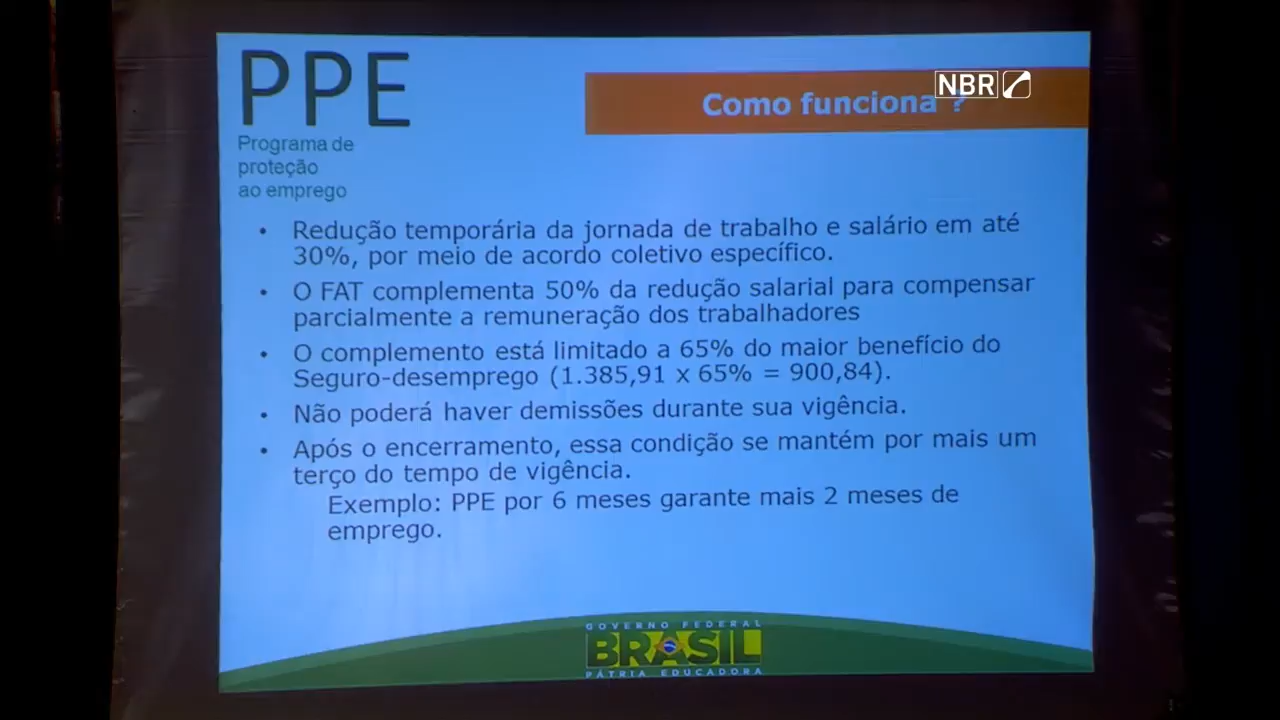 PPE
Programa de
proteção
ao emprego
NBR
Como funciona ?
• Redução temporária da jornada de trabalho e salário em até
30%, por meio de acordo coletivo específico.
• O FAT complementa 50% da redução salarial para compensar
parcialmente a remuneração dos trabalhadores
• O complemento está limitado a 65% do maior benefício do
Seguro-desemprego (1.385,91 x 65% = 900,84).
• Não poderá haver demissões durante sua vigência.
• Após o encerramento, essa condição se mantém por mais um
terço do tempo de vigência.
Exemplo: PPE por 6 meses garante mais 2 meses de
emprego.
GOVERNO FEDERAL
BRASIL
PÁTRIA EDUCADORA